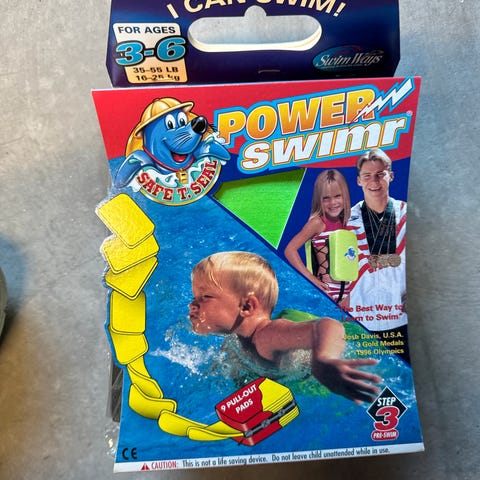 I CAN SWIM!
FOR AGES
3-6
35-55 LB
16-25 kg
SwimWays
POWER
SWIMR®
SAFE T. SEAL
"The Best Way to
Learn to Swim"
Josh Davis, U.S.A.
3 Gold Medals
1996 Olympics
9 PULL-OUT
PADS
STEP
3
PRE-SWIM
CE
CAUTION: This is not a life saving device. Do not leave child unattended while in use.